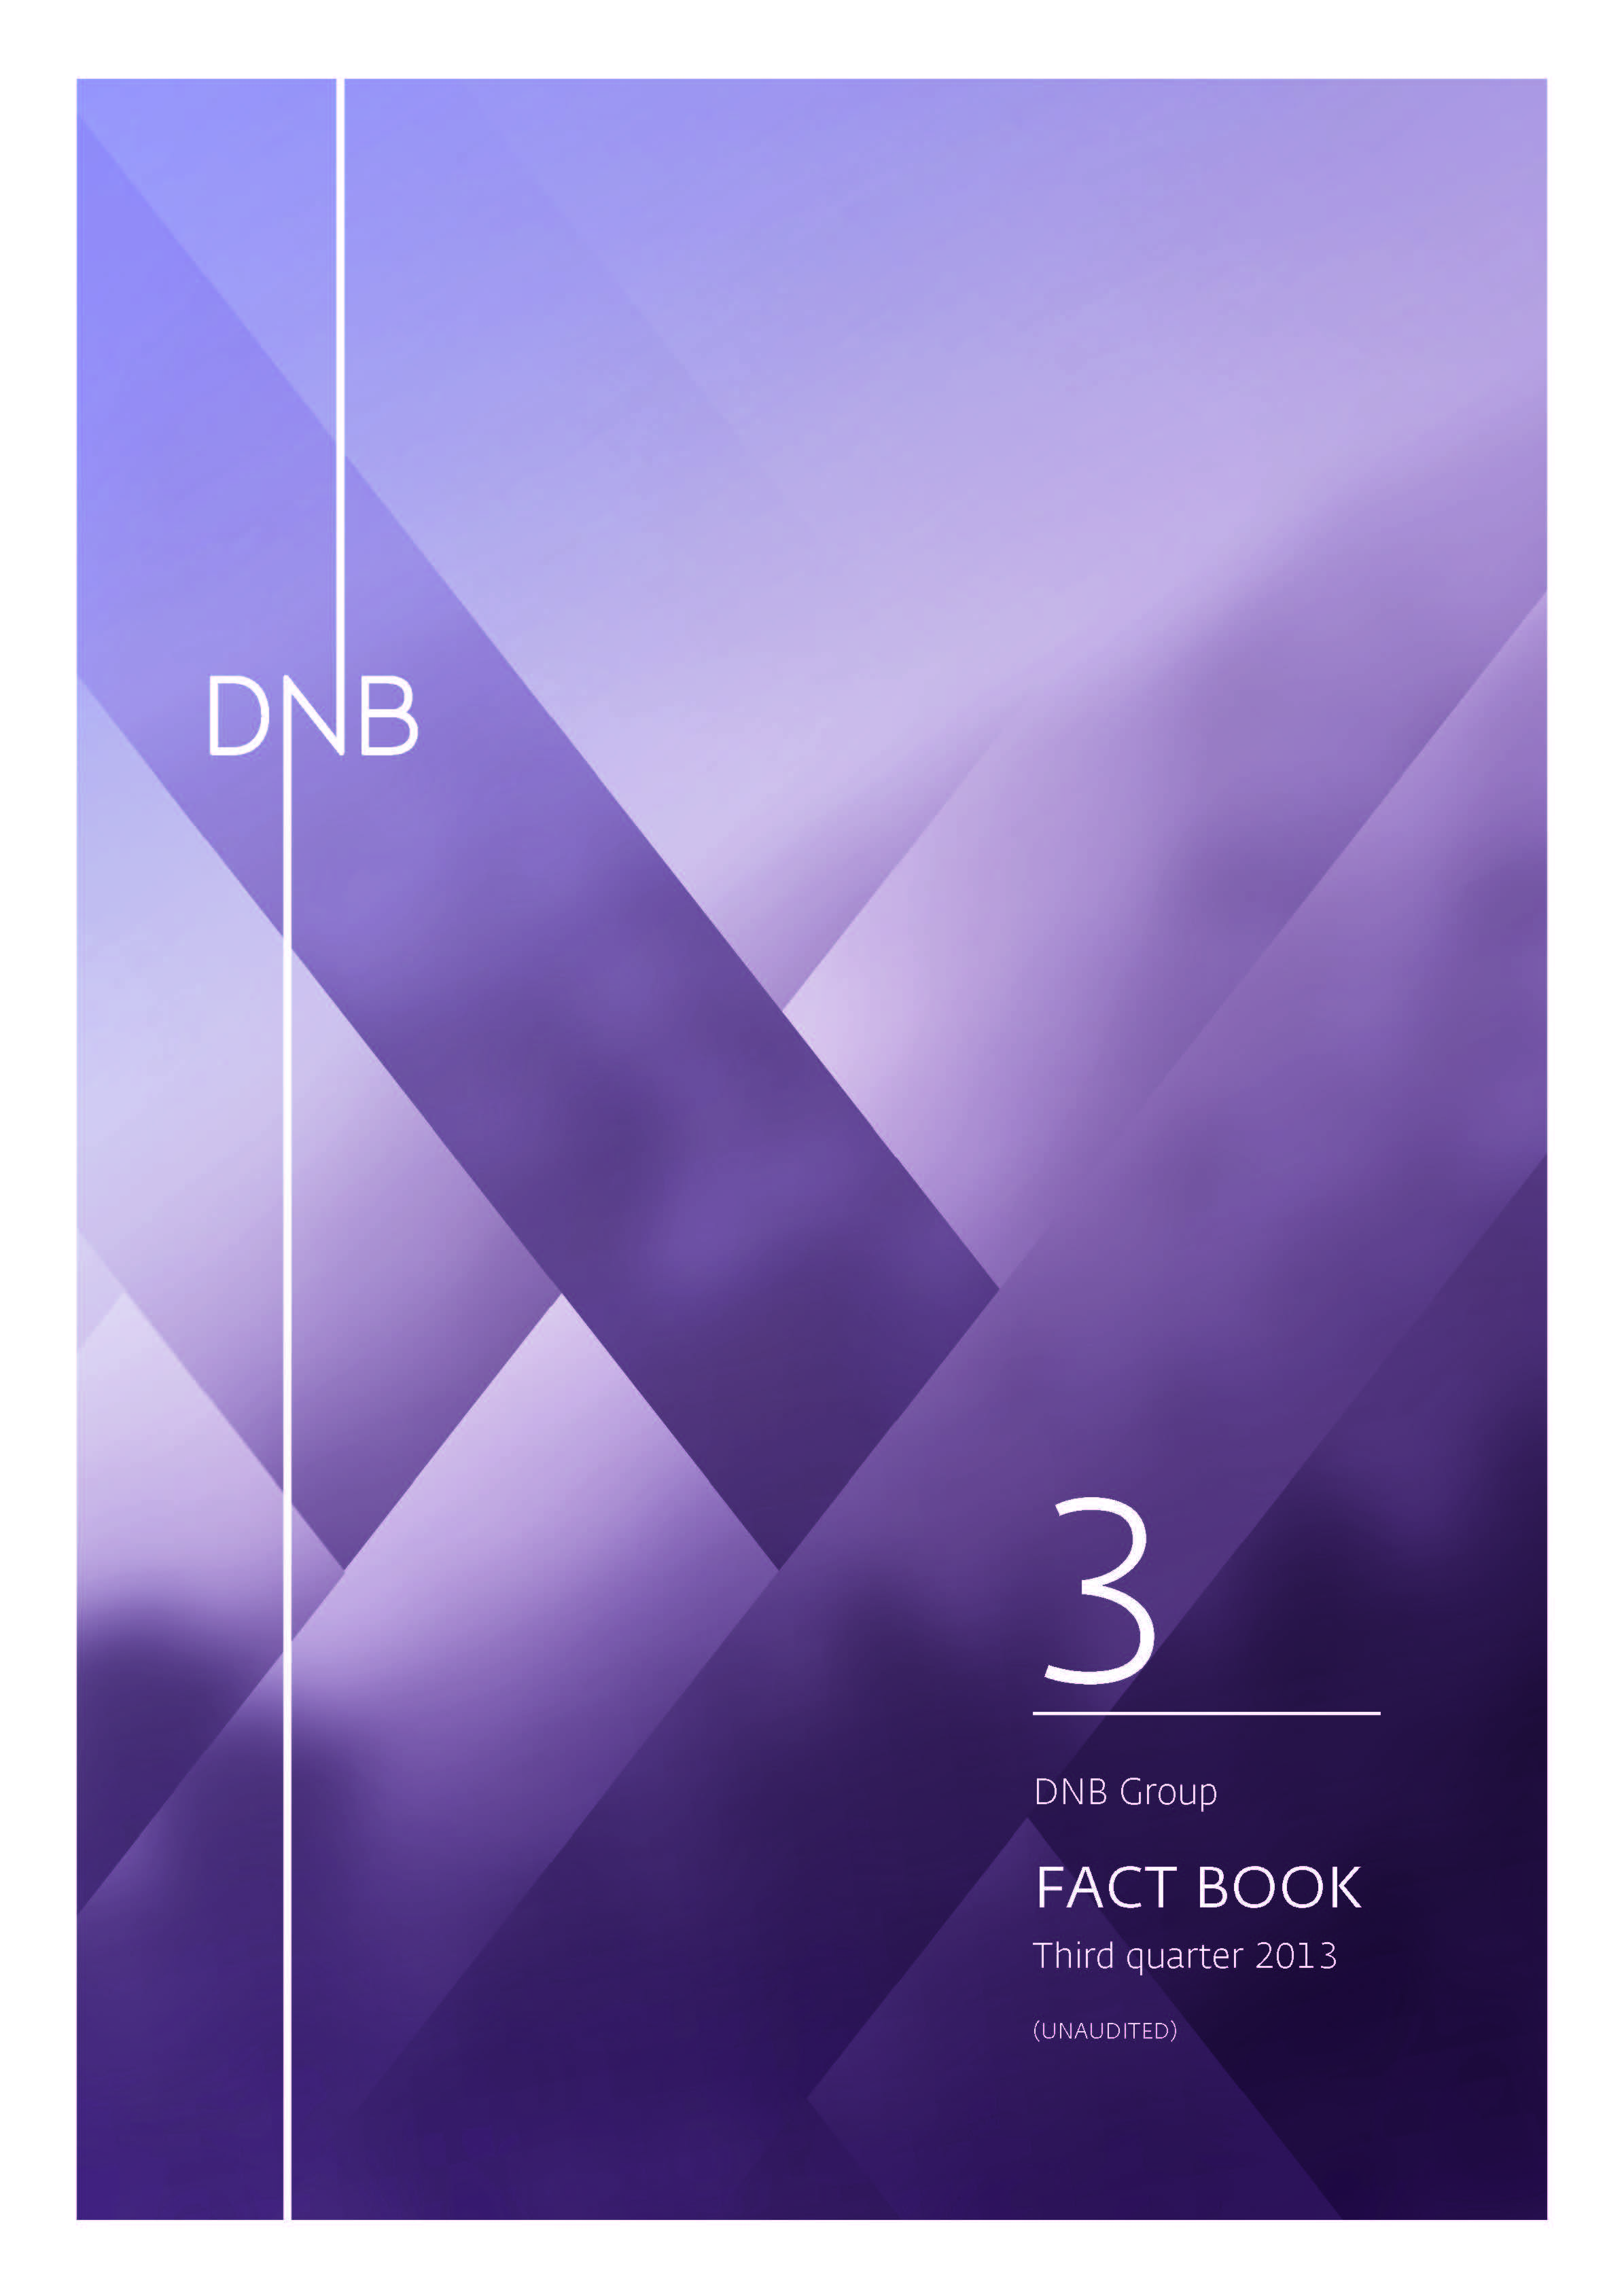 DNB
3
DNB Group
FACT BOOK
Third quarter 2013
(UNAUDITED)